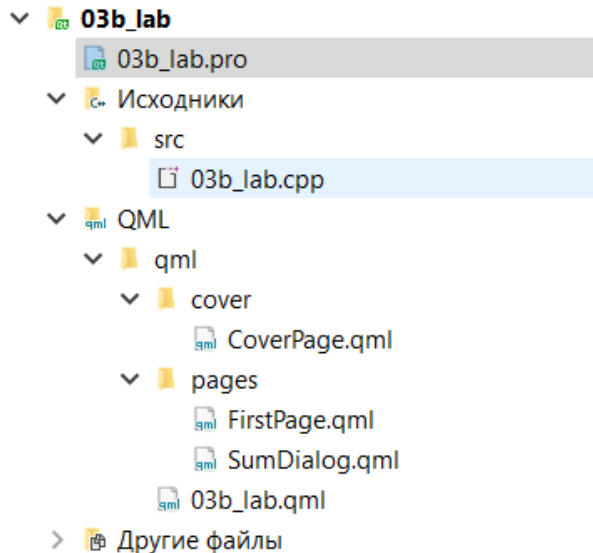 03b_lab
03b_lab.pro
Исходники
src
03b_lab.cpp
QML
qml
cover
CoverPage.qml
pages
FirstPage.qml
SumDialog.qml
03b_lab.qml
Другие файлы